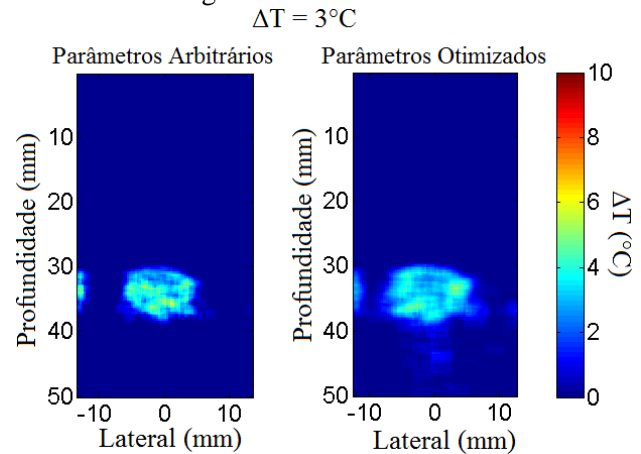 ΔT = 3°C
Parâmetros Arbitrários
Parâmetros Otimizados
Profundidade (mm)
10
20
30
40
50
-10 0 10
Lateral (mm)
Profundidade (mm)
10
20
30
40
50
-10 0 10
Lateral (mm)
10
8
6
4
2
0
ΔT (°C)